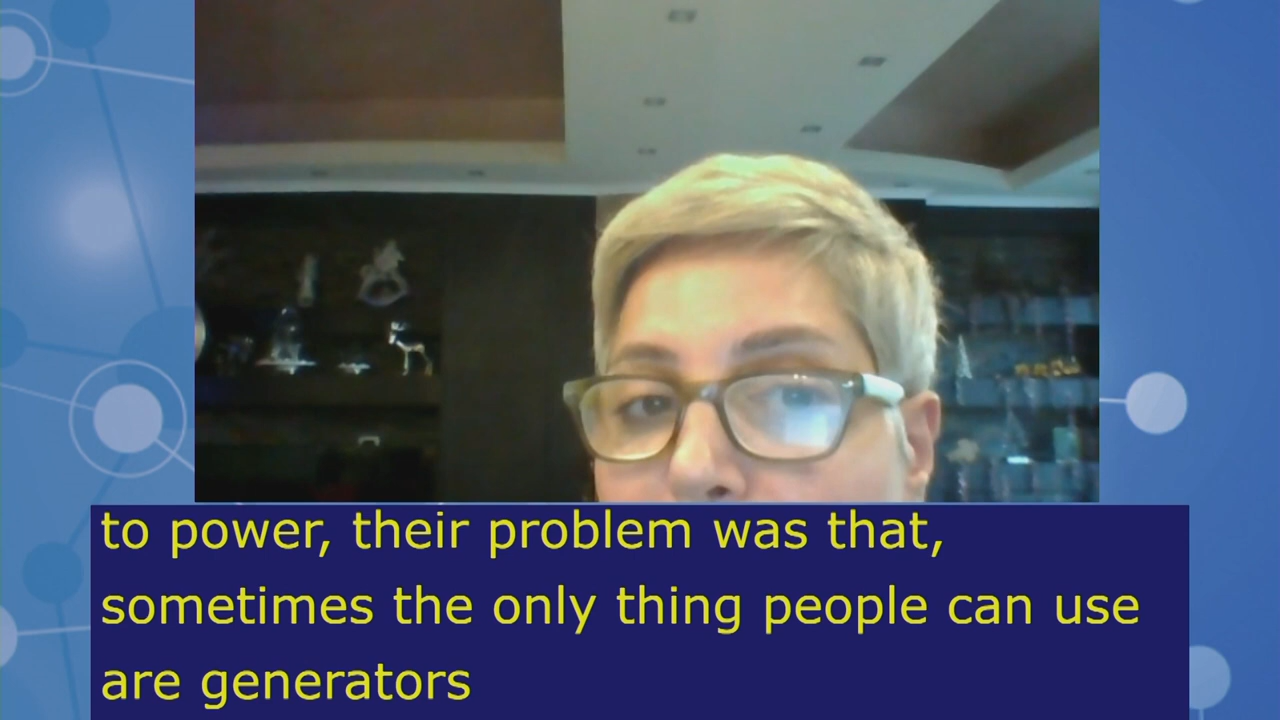 to power, their problem was that,
sometimes the only thing people can use
are generators